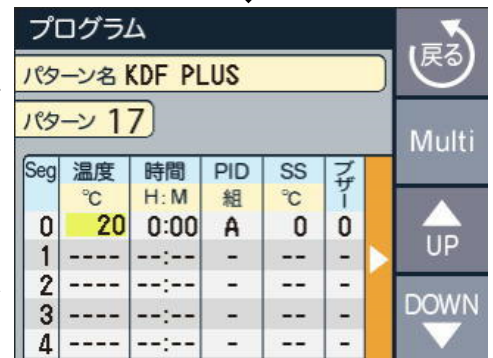 プログラム
戻る
パターン名 KDF PLUS
パターン 17
Multi
Seg 温度 時間 PID SS ブザー
℃ H:M 組 ℃
0 20 0:00 A 0 0
1 ---- --:-- - -- -
2 ---- --:-- - -- -
3 ---- --:-- - -- -
4 ---- --:-- - -- -
UP
DOWN